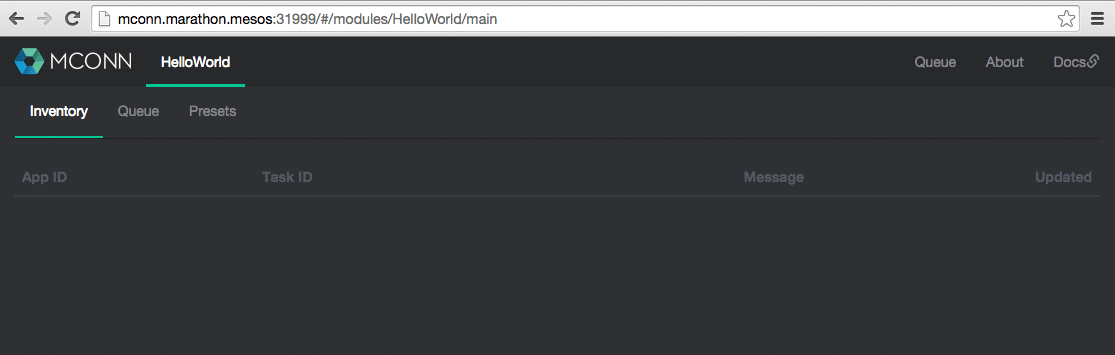 mconn.marathon.mesos:31999/#/modules/HelloWorld/main
MCONN HelloWorld Queue About Docs
Inventory Queue Presets
App ID Task ID Message Updated